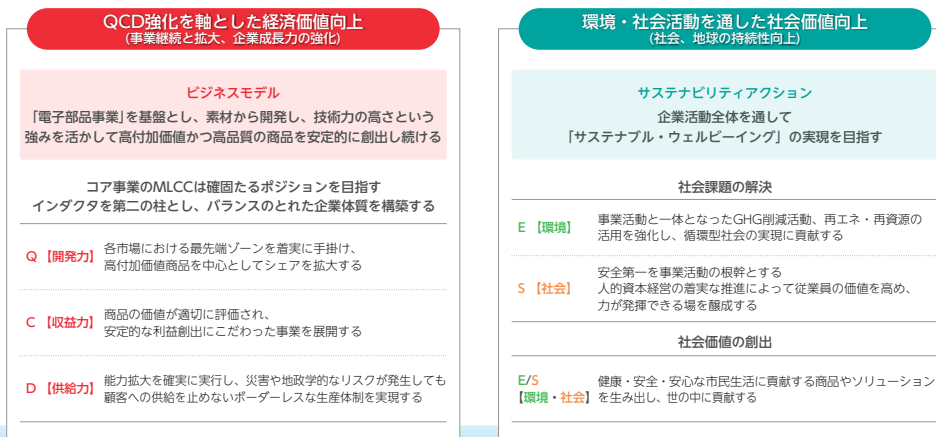 QCD強化を軸とした経済価値向上
(事業継続と拡大、企業成長力の強化)
ビジネスモデル
「電子部品事業」を基盤とし、素材から開発し、技術力の高さという
強みを活かして高付加価値かつ高品質の商品を安定的に創出し続ける
コア事業のMLCCは確固たるポジションを目指す
インダクタを第二の柱とし、バランスのとれた企業体質を構築する
Q 【開発力】 各市場における最先端ゾーンを着実に手掛け、
高付加価値商品を中心としてシェアを拡大する
C 【収益力】 商品の価値が適切に評価され、
安定的な利益創出にこだわった事業を展開する
D 【供給力】 能力拡大を確実に実行し、災害や地政学的なリスクが発生しても
顧客への供給を止めないボーダーレスな生産体制を実現する
環境・社会活動を通した社会価値向上
(社会、地球の持続性向上)
サステナビリティアクション
企業活動全体を通して
「サステナブル・ウェルビーイング」の実現を目指す
社会課題の解決
E 【環境】 事業活動と一体となったGHG削減活動、再エネ・再資源の
活用を強化し、循環型社会の実現に貢献する
S 【社会】 安全第一を事業活動の根幹とする
人的資本経営の着実な推進によって従業員の価値を高め、
力が発揮できる場を醸成する
社会価値の創出
E/S
【環境・社会】 健康・安全・安心な市民生活に貢献する商品やソリューション
を生み出し、世の中に貢献する